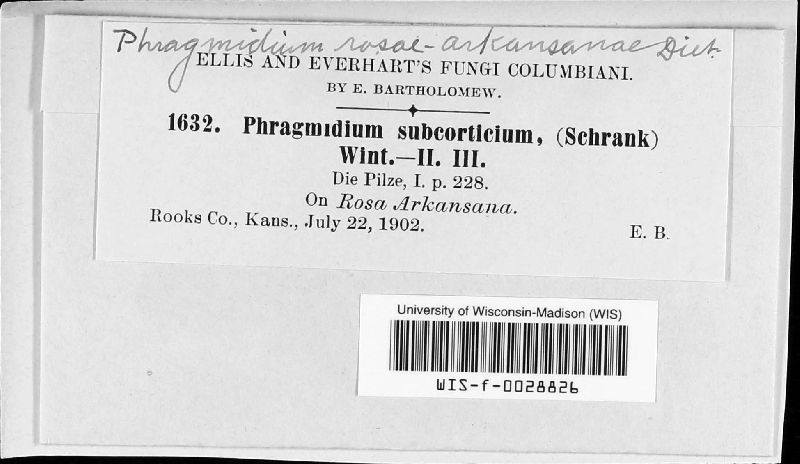 Phragmidium rosae-arkansanae Diet.
ELLIS AND EVERHART'S FUNGI COLUMBIANI.
BY E. BARTHOLOMEW.
1632. Phragmidium subcorticium, (Schrank)
Wint.—II. III.
Die Pilze, I. p. 228.
On Rosa Arkansana.
Rooks Co., Kans., July 22, 1902. E. B.
University of Wisconsin-Madison (WIS)
WIS-f-0028826